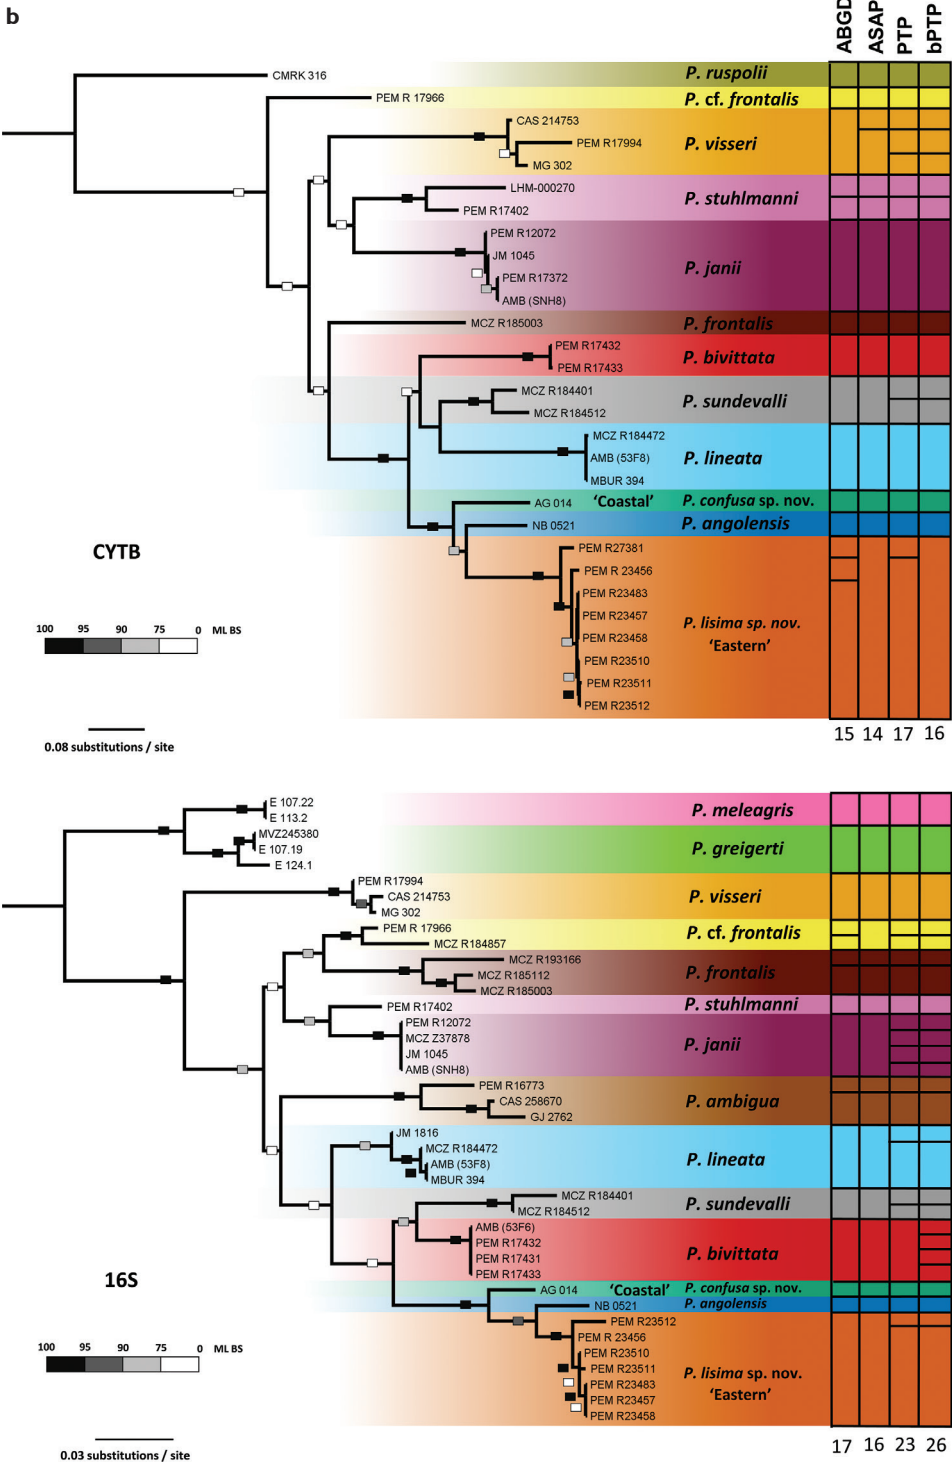 b
ABGD ASAP PTP bPTP
CMRK 316 P. ruspolii
PEM R 17966 P. cf. frontalis
CAS 214753
PEM R17994 P. visseri
MG 302
LHM-000270
P. stuhlmanni
PEM R17402
PEM R12072
JM 1045
P. janii
PEM R17372
AMB (SNH8)
MCZ R185003 P. frontalis
PEM R17432
P. bivittata
PEM R17433
MCZ R184401
P. sundevalli
MCZ R184512
MCZ R184472
AMB (53F8) P. lineata
MBUR 394
AG 014 ‘Coastal’ P. confusa sp. nov.
NB 0521 P. angolensis
CYTB
PEM R27381
PEM R 23456
PEM R23483
PEM R23457
P. lisima sp. nov.
100 95 90 75 0 ML BS
PEM R23458
‘Eastern’
PEM R23510
PEM R23511
PEM R23512
0.08 substitutions / site
15 14 17 16
E 107.22
P. meleagris
E 113.2
MVZ245380
E 107.19 P. greigerti
E 124.1
PEM R17994
CAS 214753 P. visseri
MG 302
PEM R 17966
P. cf. frontalis
MCZ R184857
MCZ R193166
MCZ R185112 P. frontalis
MCZ R185003
PEM R17402 P. stuhlmanni
PEM R12072
MCZ Z37878
P. janii
JM 1045
AMB (SNH8)
PEM R16773
CAS 258670 P. ambigua
GJ 2762
JM 1816
MCZ R184472
P. lineata
AMB (53F8)
MBUR 394
MCZ R184401
P. sundevalli
MCZ R184512
AMB (53F6)
PEM R17432
P. bivittata
PEM R17431
PEM R17433
16S
AG 014 ‘Coastal’ P. confusa sp. nov.
NB 0521 P. angolensis
PEM R23512
PEM R 23456
100 95 90 75 0 ML BS
PEM R23510
PEM R23511
P. lisima sp. nov.
PEM R23483
‘Eastern’
PEM R23457
PEM R23458
0.03 substitutions / site
17 16 23 26